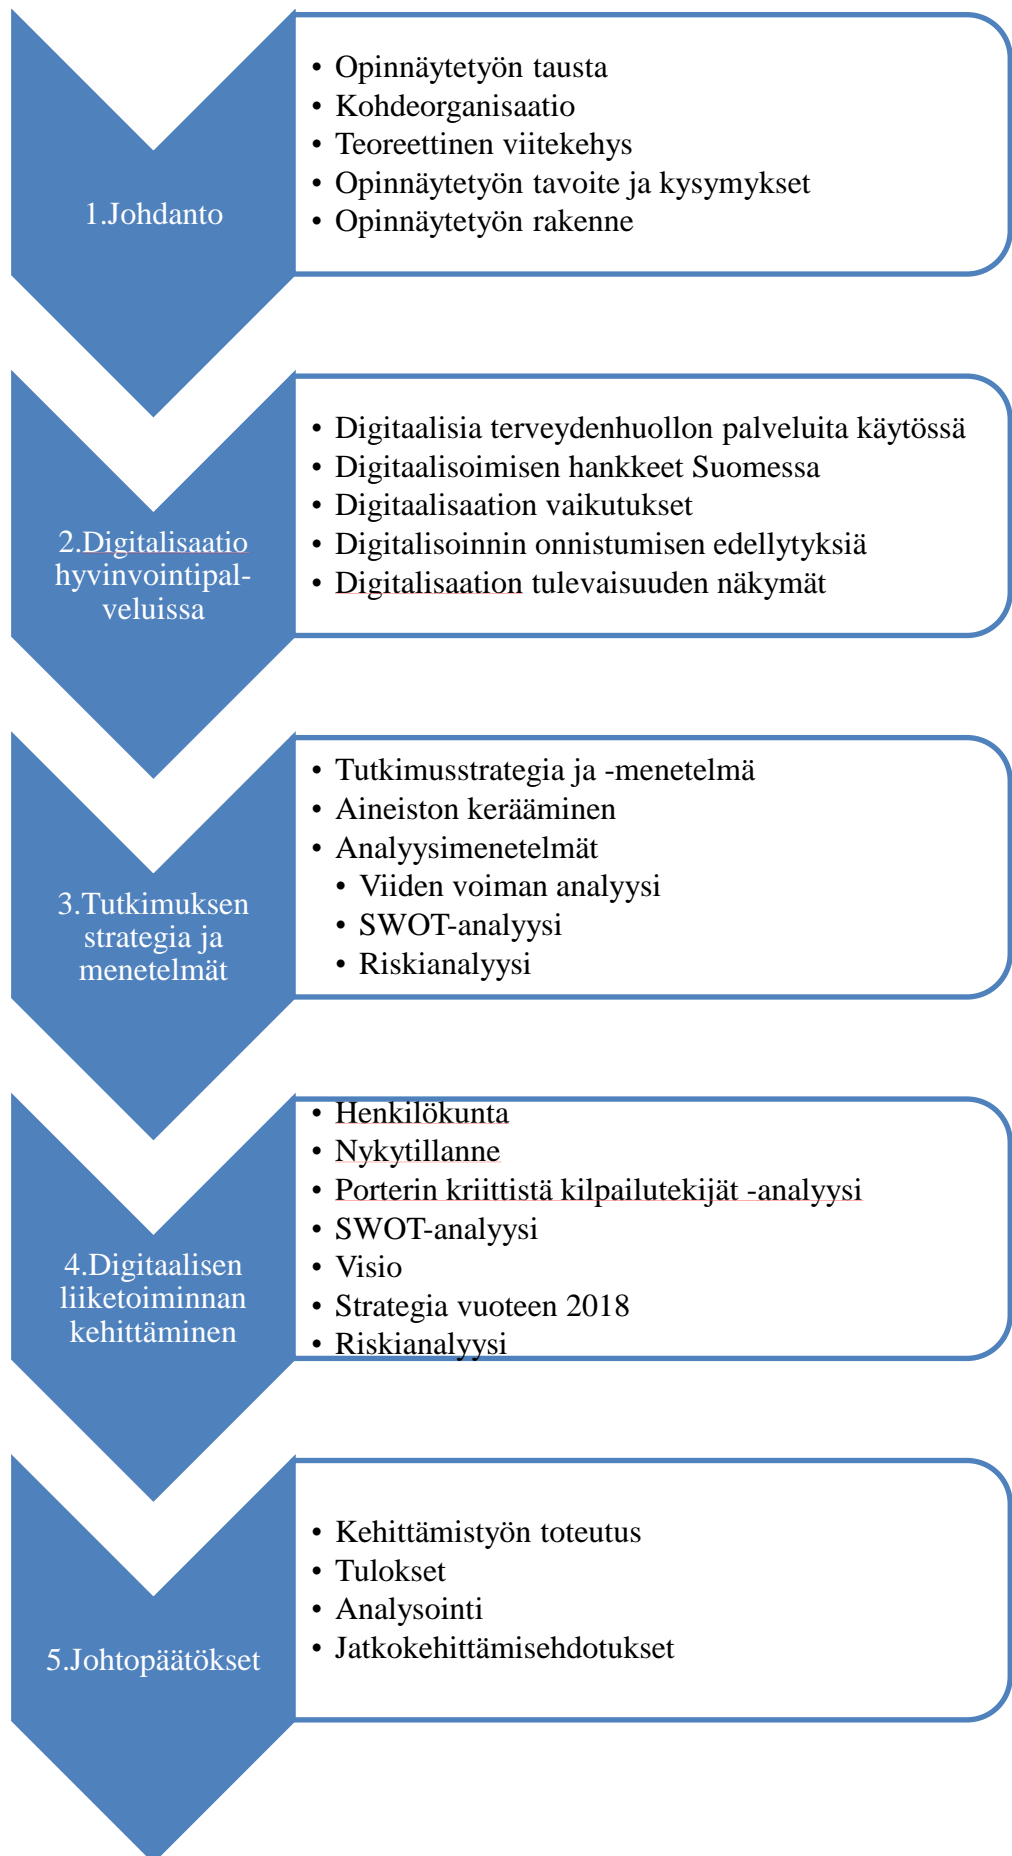 1.Johdanto
• Opinnäytetyön tausta
• Kohdeorganisaatio
• Teoreettinen viitekehys
• Opinnäytetyön tavoite ja kysymykset
• Opinnäytetyön rakenne
2.Digitalisaatio
hyvinvointipal-
veluissa
• Digitaalisia terveydenhuollon palveluita käytössä
• Digitaalisoimisen hankkeet Suomessa
• Digitaalisaation vaikutukset
• Digitalisoinnin onnistumisen edellytyksiä
• Digitalisaation tulevaisuuden näkymät
3.Tutkimuksen
strategia ja
menetelmät
• Tutkimusstrategia ja -menetelmä
• Aineiston kerääminen
• Analyysimenetelmät
• Viiden voiman analyysi
• SWOT-analyysi
• Riskianalyysi
4.Digitaalisen
liiketoiminnan
kehittäminen
• Henkilökunta
• Nykytillanne
• Porterin kriittistä kilpailutekijät -analyysi
• SWOT-analyysi
• Visio
• Strategia vuoteen 2018
• Riskianalyysi
5.Johtopäätökset
• Kehittämistyön toteutus
• Tulokset
• Analysointi
• Jatkokehittämisehdotukset